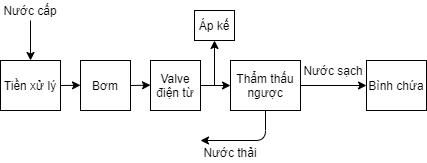 Nước cấp
Áp kế
Tiền xử lý
Bơm
Valve
điện từ
Thẩm thấu
ngược
Nước sạch
Bình chứa
Nước thải